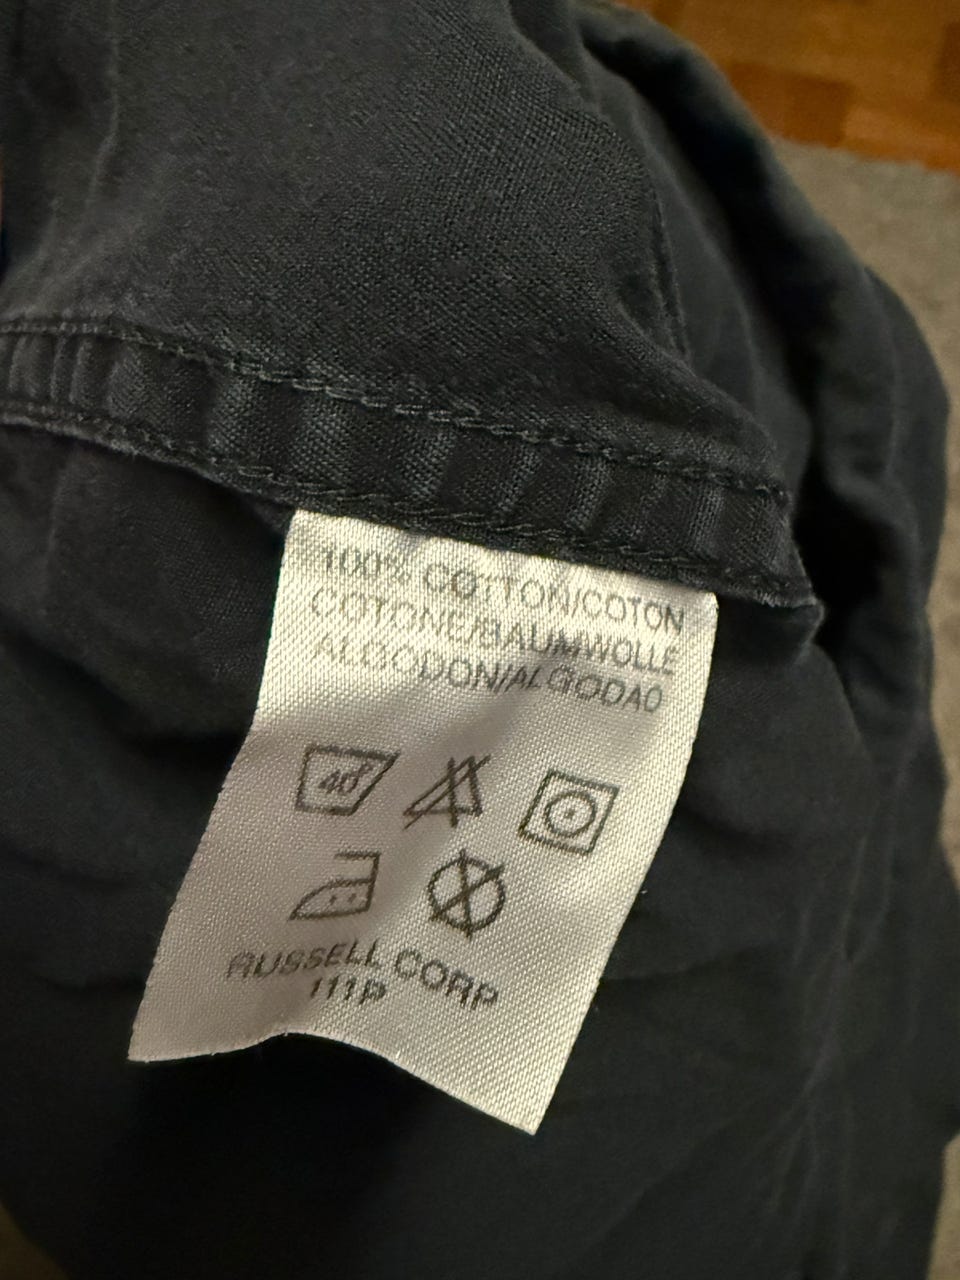 100% COTTON/COTON
COTONE/BAUMWOLLE
ALGODON/ALGODAO
40°
RUSSELL CORP
111P